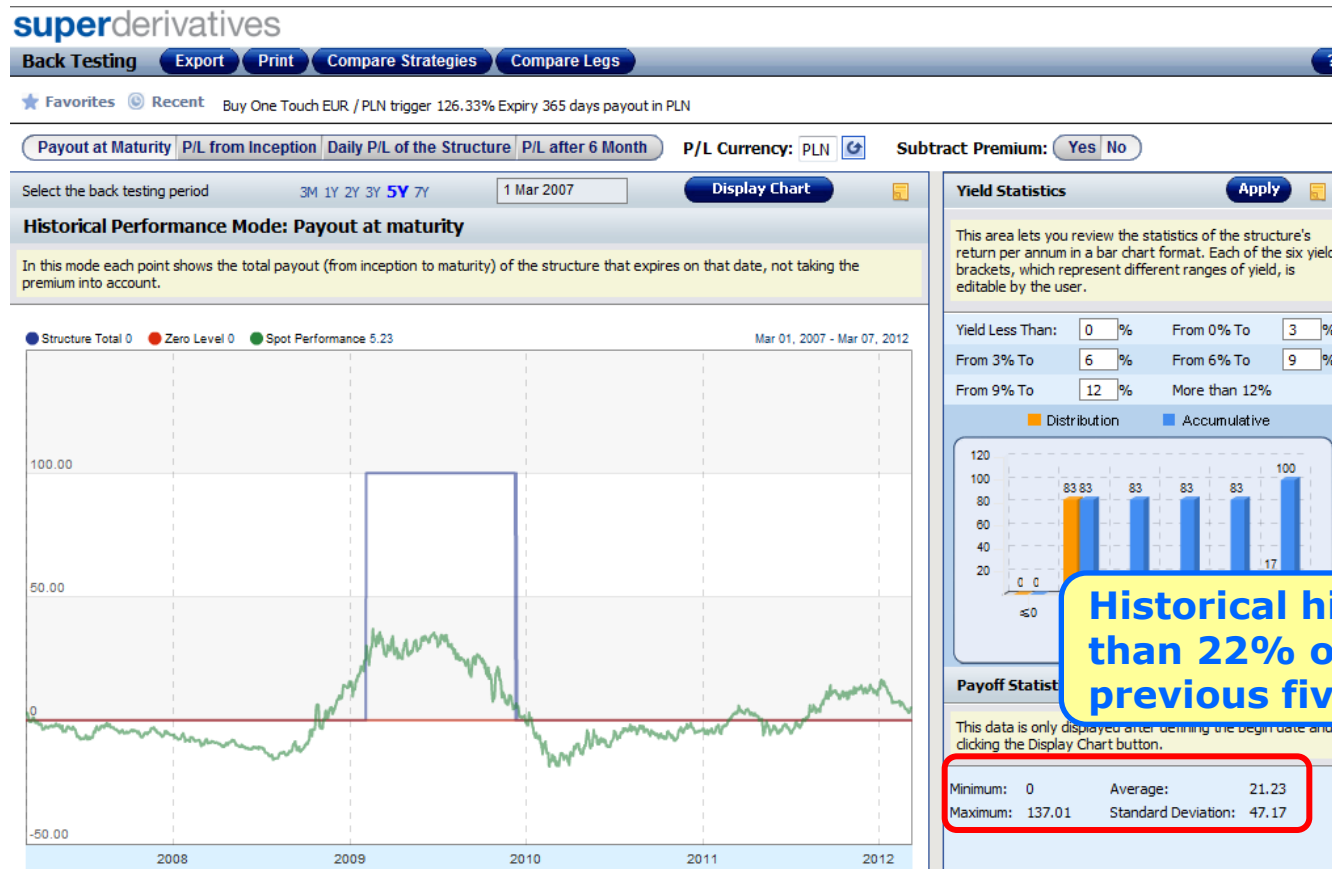 superderivatives
Back Testing Export Print Compare Strategies Compare Legs ?
Favorites Recent Buy One Touch EUR / PLN trigger 126.33% Expiry 365 days payout in PLN
Payout at Maturity P/L from Inception Daily P/L of the Structure P/L after 6 Month P/L Currency: PLN Subtract Premium: Yes No
Select the back testing period 3M 1Y 2Y 3Y 5Y 7Y 1 Mar 2007 Display Chart
Historical Performance Mode: Payout at maturity
In this mode each point shows the total payout (from inception to maturity) of the structure that expires on that date, not taking the
premium into account.
Structure Total 0 Zero Level 0 Spot Performance 5.23 Mar 01, 2007 - Mar 07, 2012
100.00
50.00
0
-50.00
2008 2009 2010 2011 2012
Yield Statistics Apply
This area lets you review the statistics of the structure's
return per annum in a bar chart format. Each of the six yield
brackets, which represent different ranges of yield, is
editable by the user.
Yield Less Than: 0 % From 0% To 3 %
From 3% To 6 % From 6% To 9 %
From 9% To 12 % More than 12%
Distribution Accumulative
120
100
80
60
40
20
0 0 83 83 83 83 83 17 100
≤0
Historical hi
than 22% o
previous fiv
Payoff Statist
This data is only displayed after defining the begin date and
clicking the Display Chart button.
Minimum: 0 Average: 21.23
Maximum: 137.01 Standard Deviation: 47.17